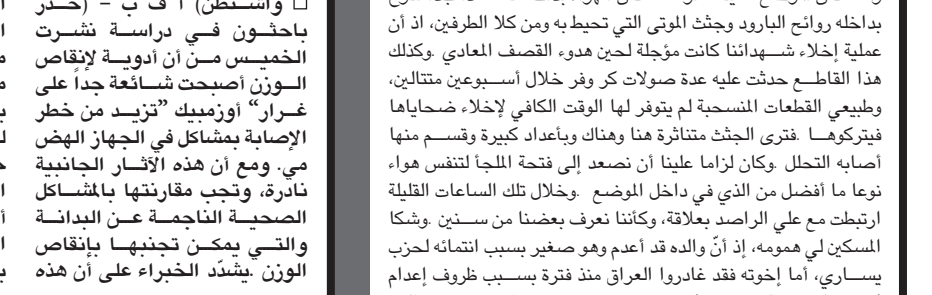 بداخله روائح البارود وجثث الموتى التي تحيط به ومن كلا الطرفين، اذ أن
عملية إخلاء شهدائنا كانت مؤجلة لحين هدوء القصف المعادي .وكذلك
هذا القاطع حدثت عليه عدة صولات كر وفر خلال أسبوعين متتالين،
وطبيعي القطعات المنسحبة لم يتوفر لها الوقت الكافي لإخلاء ضحاياها
فيتركوها .فترى الجثث متناثرة هنا وهناك وبأعداد كبيرة وقسم منها
أصابه التحلل .وكان لزاما علينا أن نصعد إلى فتحة الملجأ لتنفس هواء
نوعا ما أفضل من الذي في داخل الموضع .وخلال تلك الساعات القليلة
ارتبطت مع علي الراصد بعلاقة، وكأننا نعرف بعضنا من سنين .وشكا
المسكين لي همومه، إذ أنّ والده قد أعدم وهو صغير بسبب انتمائه لحزب
يساري، أما إخوته فقد غادروا العراق منذ فترة بسبب ظروف إعدام
□ واشنطن) أ ف ب – (حذر
باحثون في دراسة نشرت
الخميس من أن أدوية لإنقاص
الوزن أصبحت شائعة جداً على
غرار“ أوزمبيك ”تزيد من خطر
الإصابة بمشاكل في الجهاز الهض
مي. ومع أن هذه الآثار الجانبية
نادرة، وتجب مقارنتها بالمشاكل
الصحية الناجمة عن البدانة
والتي يمكن تجنبها بإنقاص
الوزن .يشدّد الخبراء على أن هذه